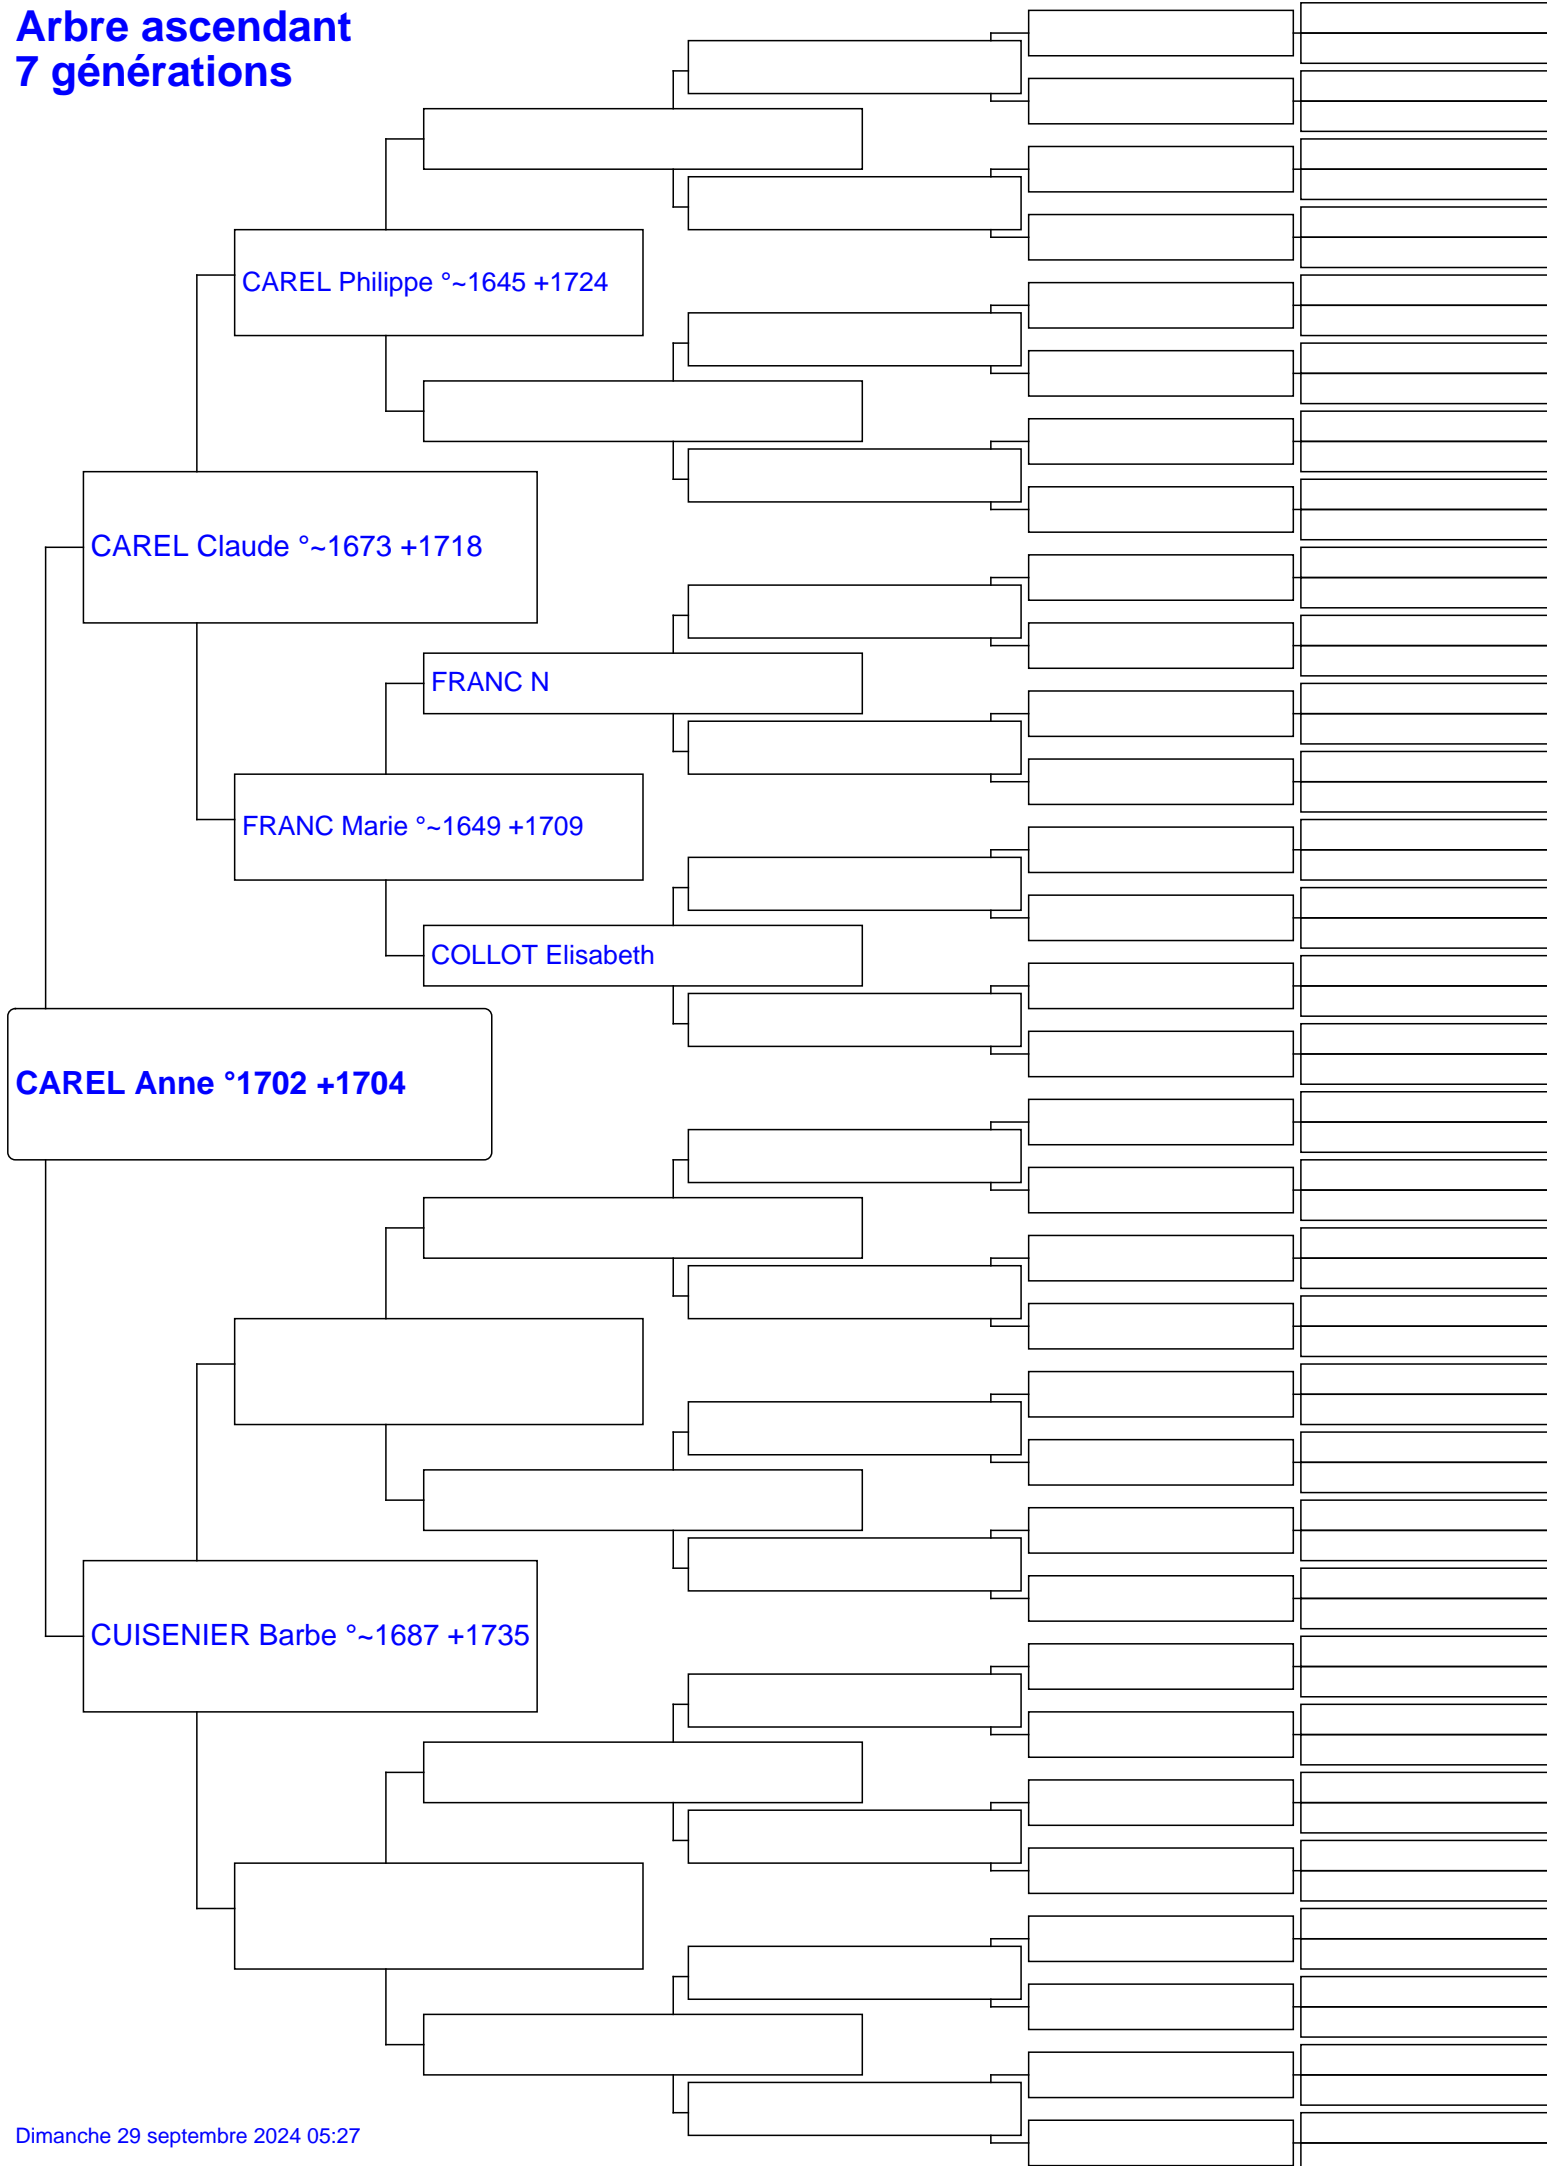 Arbre ascendant
7 générations
CAREL Philippe °~1645 +1724
CAREL Claude °~1673 +1718
FRANC N
FRANC Marie °~1649 +1709
COLLOT Elisabeth
CAREL Anne °1702 +1704
CUISENIER Barbe °~1687 +1735
Dimanche 29 septembre 2024 05:27